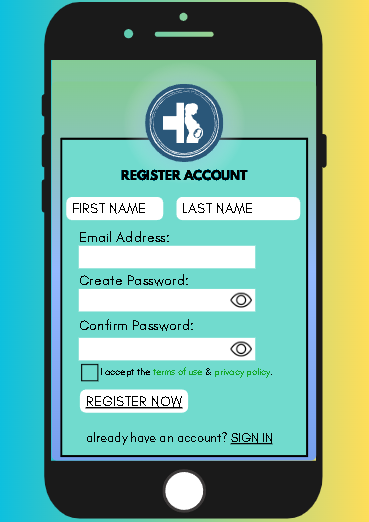 REGISTER ACCOUNT
FIRST NAME LAST NAME
Email Address:
Create Password:
Confirm Password:
I accept the terms of use & privacy policy.
REGISTER NOW
already have an account? SIGN IN